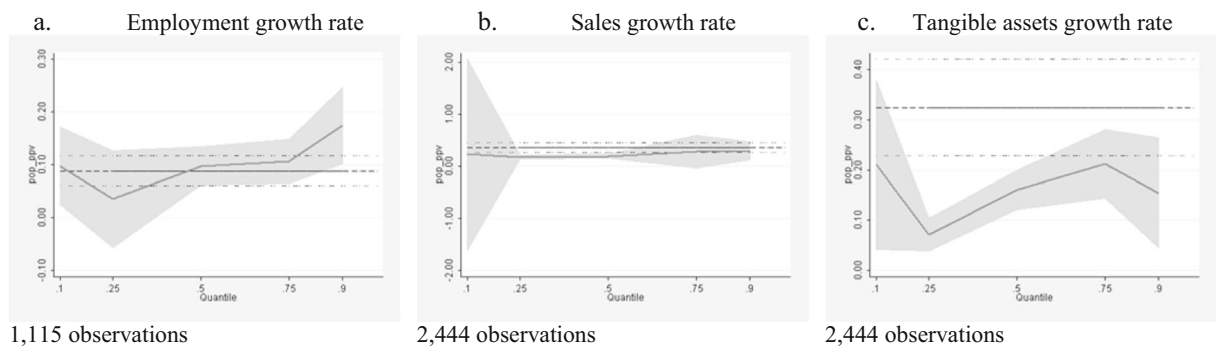 a. Employment growth rate
b. Sales growth rate
c. Tangible assets growth rate
0.30
0.20
0.10
0.00
-0.10
pop_ppv
.1 .25 .5 .75 .9
Quantile
2.00
1.00
0.00
-1.00
-2.00
pop_ppv
.1 .25 .5 .75 .9
Quantile
0.40
0.30
0.20
0.10
0.00
pop_ppv
.1 .25 .5 .75 .9
Quantile
1,115 observations
2,444 observations
2,444 observations